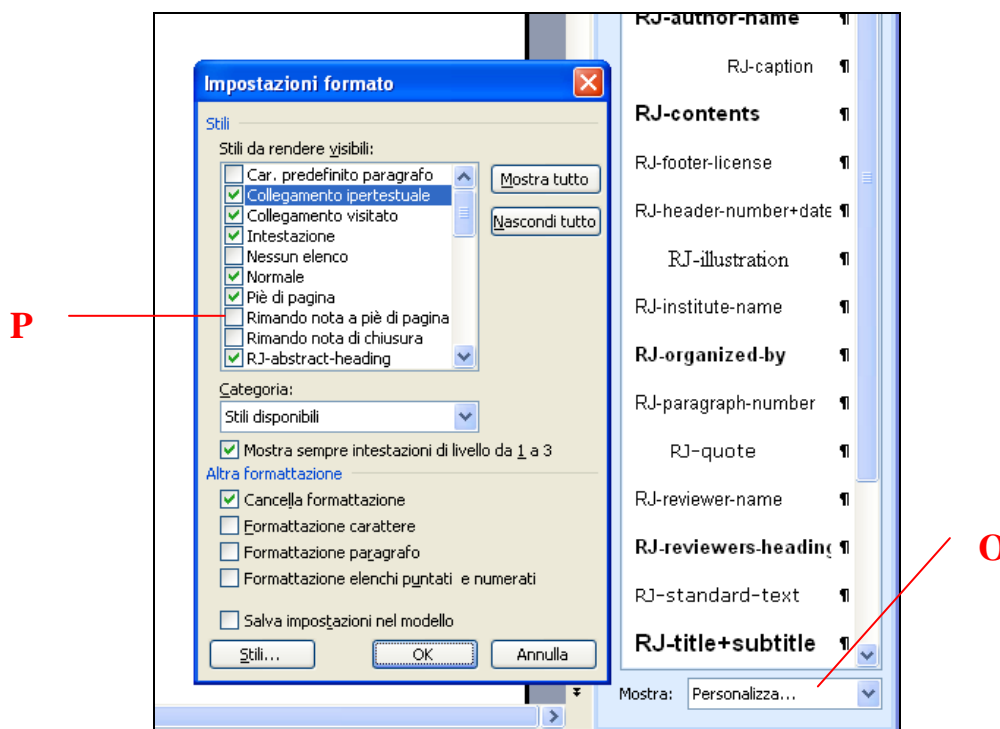 RJ-author-name ¶
RJ-caption ¶
RJ-contents ¶
RJ-footer-license ¶
RJ-header-number+date ¶
RJ-illustration ¶
RJ-institute-name ¶
RJ-organized-by ¶
RJ-paragraph-number ¶
RJ-quote ¶
RJ-reviewer-name ¶
RJ-reviewers-heading ¶
RJ-standard-text ¶
RJ-title+subtitle ¶
Mostra: Personalizza...
Impostazioni formato
Stili
Stili da rendere visibili:
Car. predefinito paragrafo
Collegamento ipertestuale
Collegamento visitato
Intestazione
Nessun elenco
Normale
Piè di pagina
Rimando nota a piè di pagina
Rimando nota di chiusura
RJ-abstract-heading
Mostra tutto
Nascondi tutto
Categoria:
Stili disponibili
Mostra sempre intestazioni di livello da 1 a 3
Altra formattazione
Cancella formattazione
Formattazione carattere
Formattazione paragrafo
Formattazione elenchi puntati e numerati
Salva impostazioni nel modello
Stili... OK Annulla
P
O